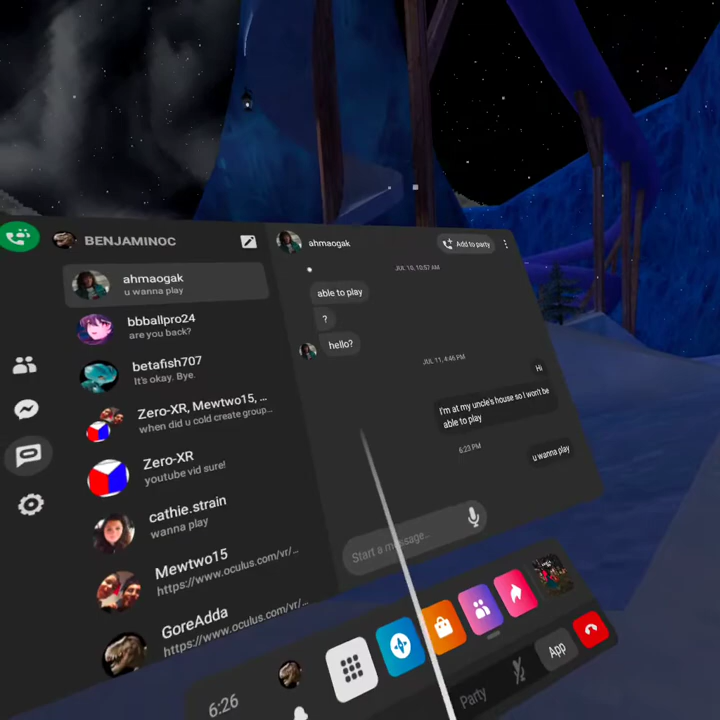 BENJAMINOC
ahmaogak
u wanna play
bbballpro24
are you back?
betafish707
It's okay. Bye.
Zero-XR, Mewtwo15, ...
when did u cold create group...
Zero-XR
youtube vid sure!
cathie.strain
wanna play
Mewtwo15
https://www.oculus.com/vr/...
GoreAdda
https://www.oculus.com/vr/...
ahmaogak
Add to party
JUL 10, 10:57 AM
able to play
?
hello?
JUL 11, 4:46 PM
Hi
I'm at my uncle's house so I won't be
able to play
6:23 PM
u wanna play
Start a message...
6:26
Party
App